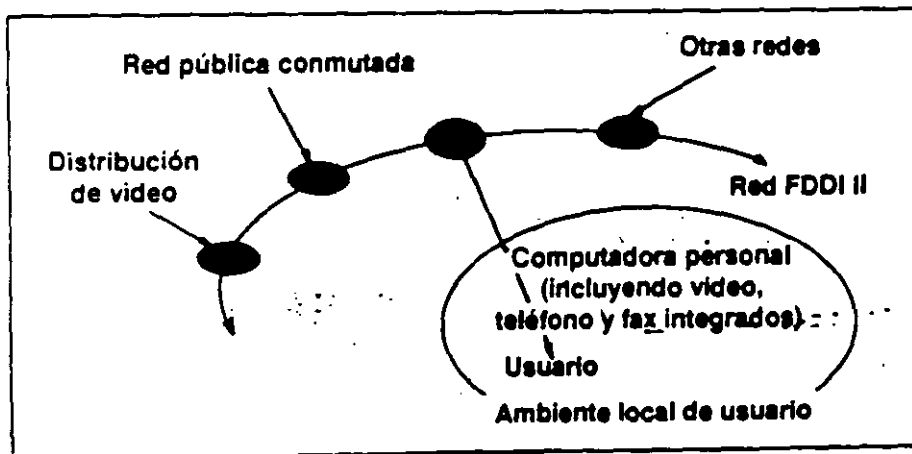 Otras redes
Red pública conmutada
Distribución
de video
Red FDDI II
Computadora personal
(incluyendo video,
teléfono y fax integrados)
Usuario
Ambiente local de usuario